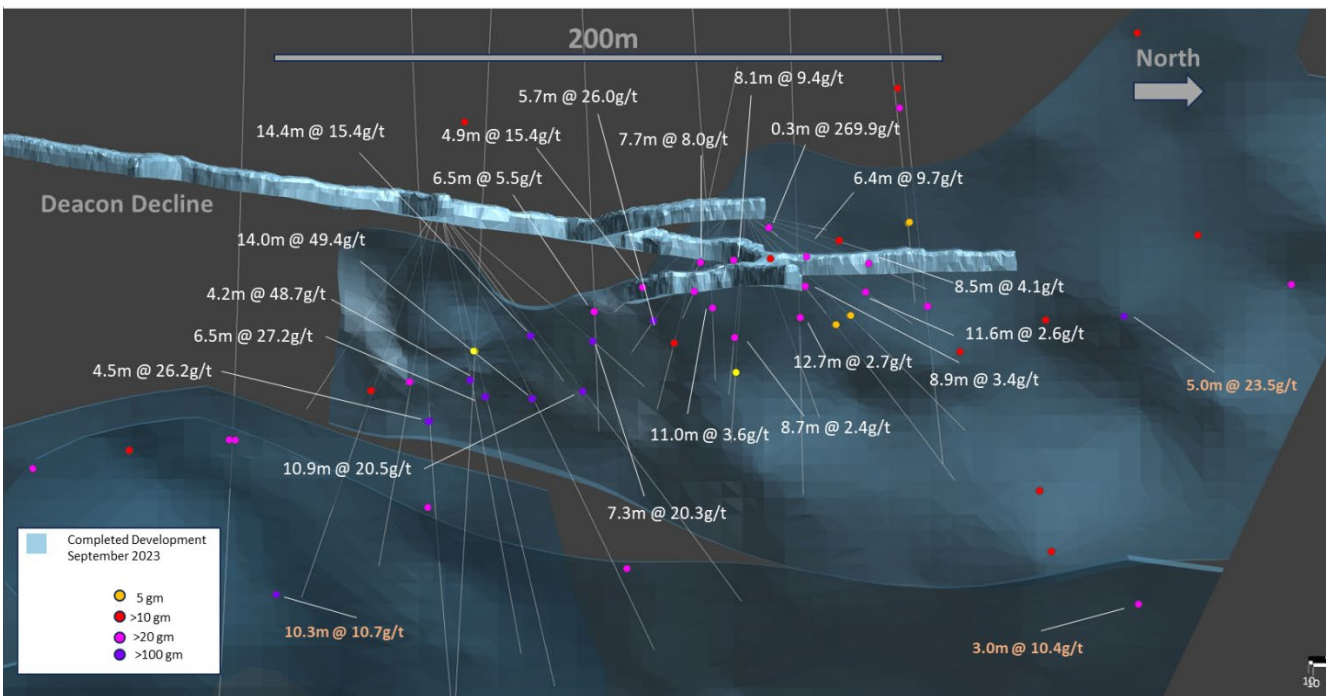 200m
North
8.1m @ 9.4g/t
5.7m @ 26.0g/t
14.4m @ 15.4g/t
4.9m @ 15.4g/t
7.7m @ 8.0g/t
0.3m @ 269.9g/t
6.5m @ 5.5g/t
6.4m @ 9.7g/t
Deacon Decline
14.0m @ 49.4g/t
4.2m @ 48.7g/t
8.5m @ 4.1g/t
6.5m @ 27.2g/t
11.6m @ 2.6g/t
4.5m @ 26.2g/t
12.7m @ 2.7g/t
8.9m @ 3.4g/t
5.0m @ 23.5g/t
11.0m @ 3.6g/t
8.7m @ 2.4g/t
10.9m @ 20.5g/t
7.3m @ 20.3g/t
Completed Development
September 2023
5 gm
>10 gm
>20 gm
>100 gm
10.3m @ 10.7g/t
3.0m @ 10.4g/t